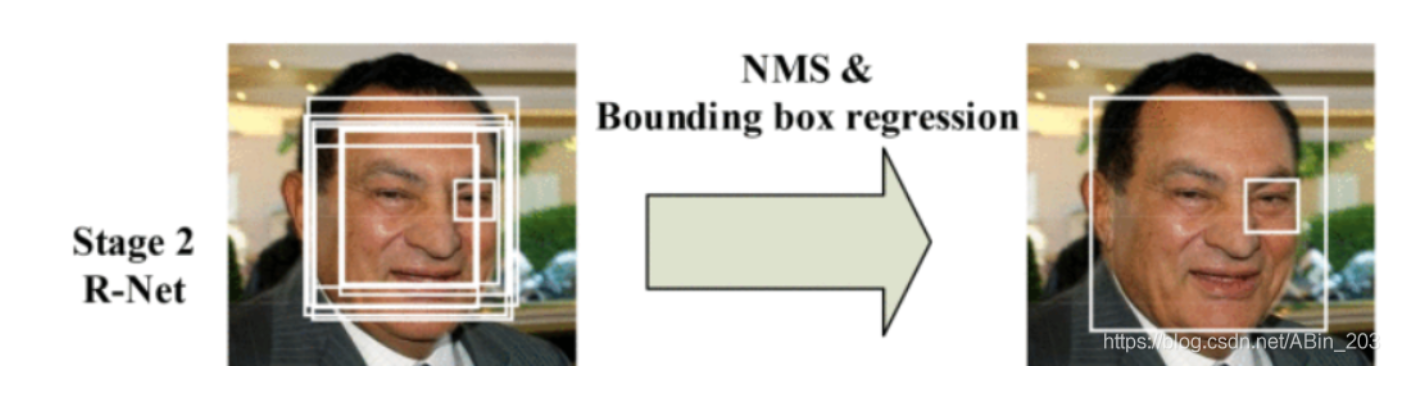 NMS &
Bounding box regression
Stage 2
R-Net
https://blog.csdn.net/ABin_203